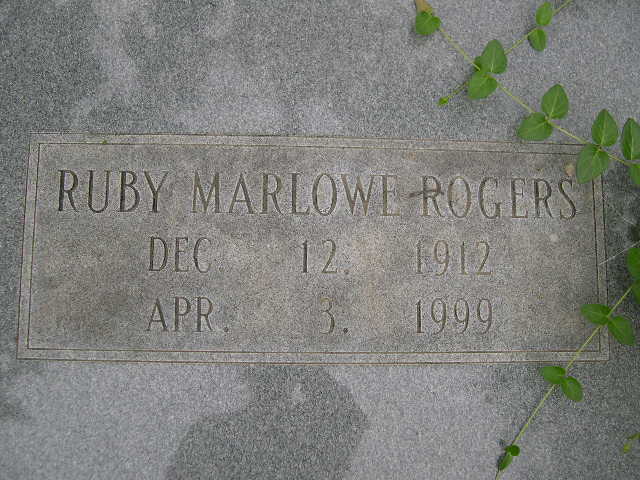 RUBY MARLOWE ROGERS
DEC. 12. 1912
APR. 3. 1999